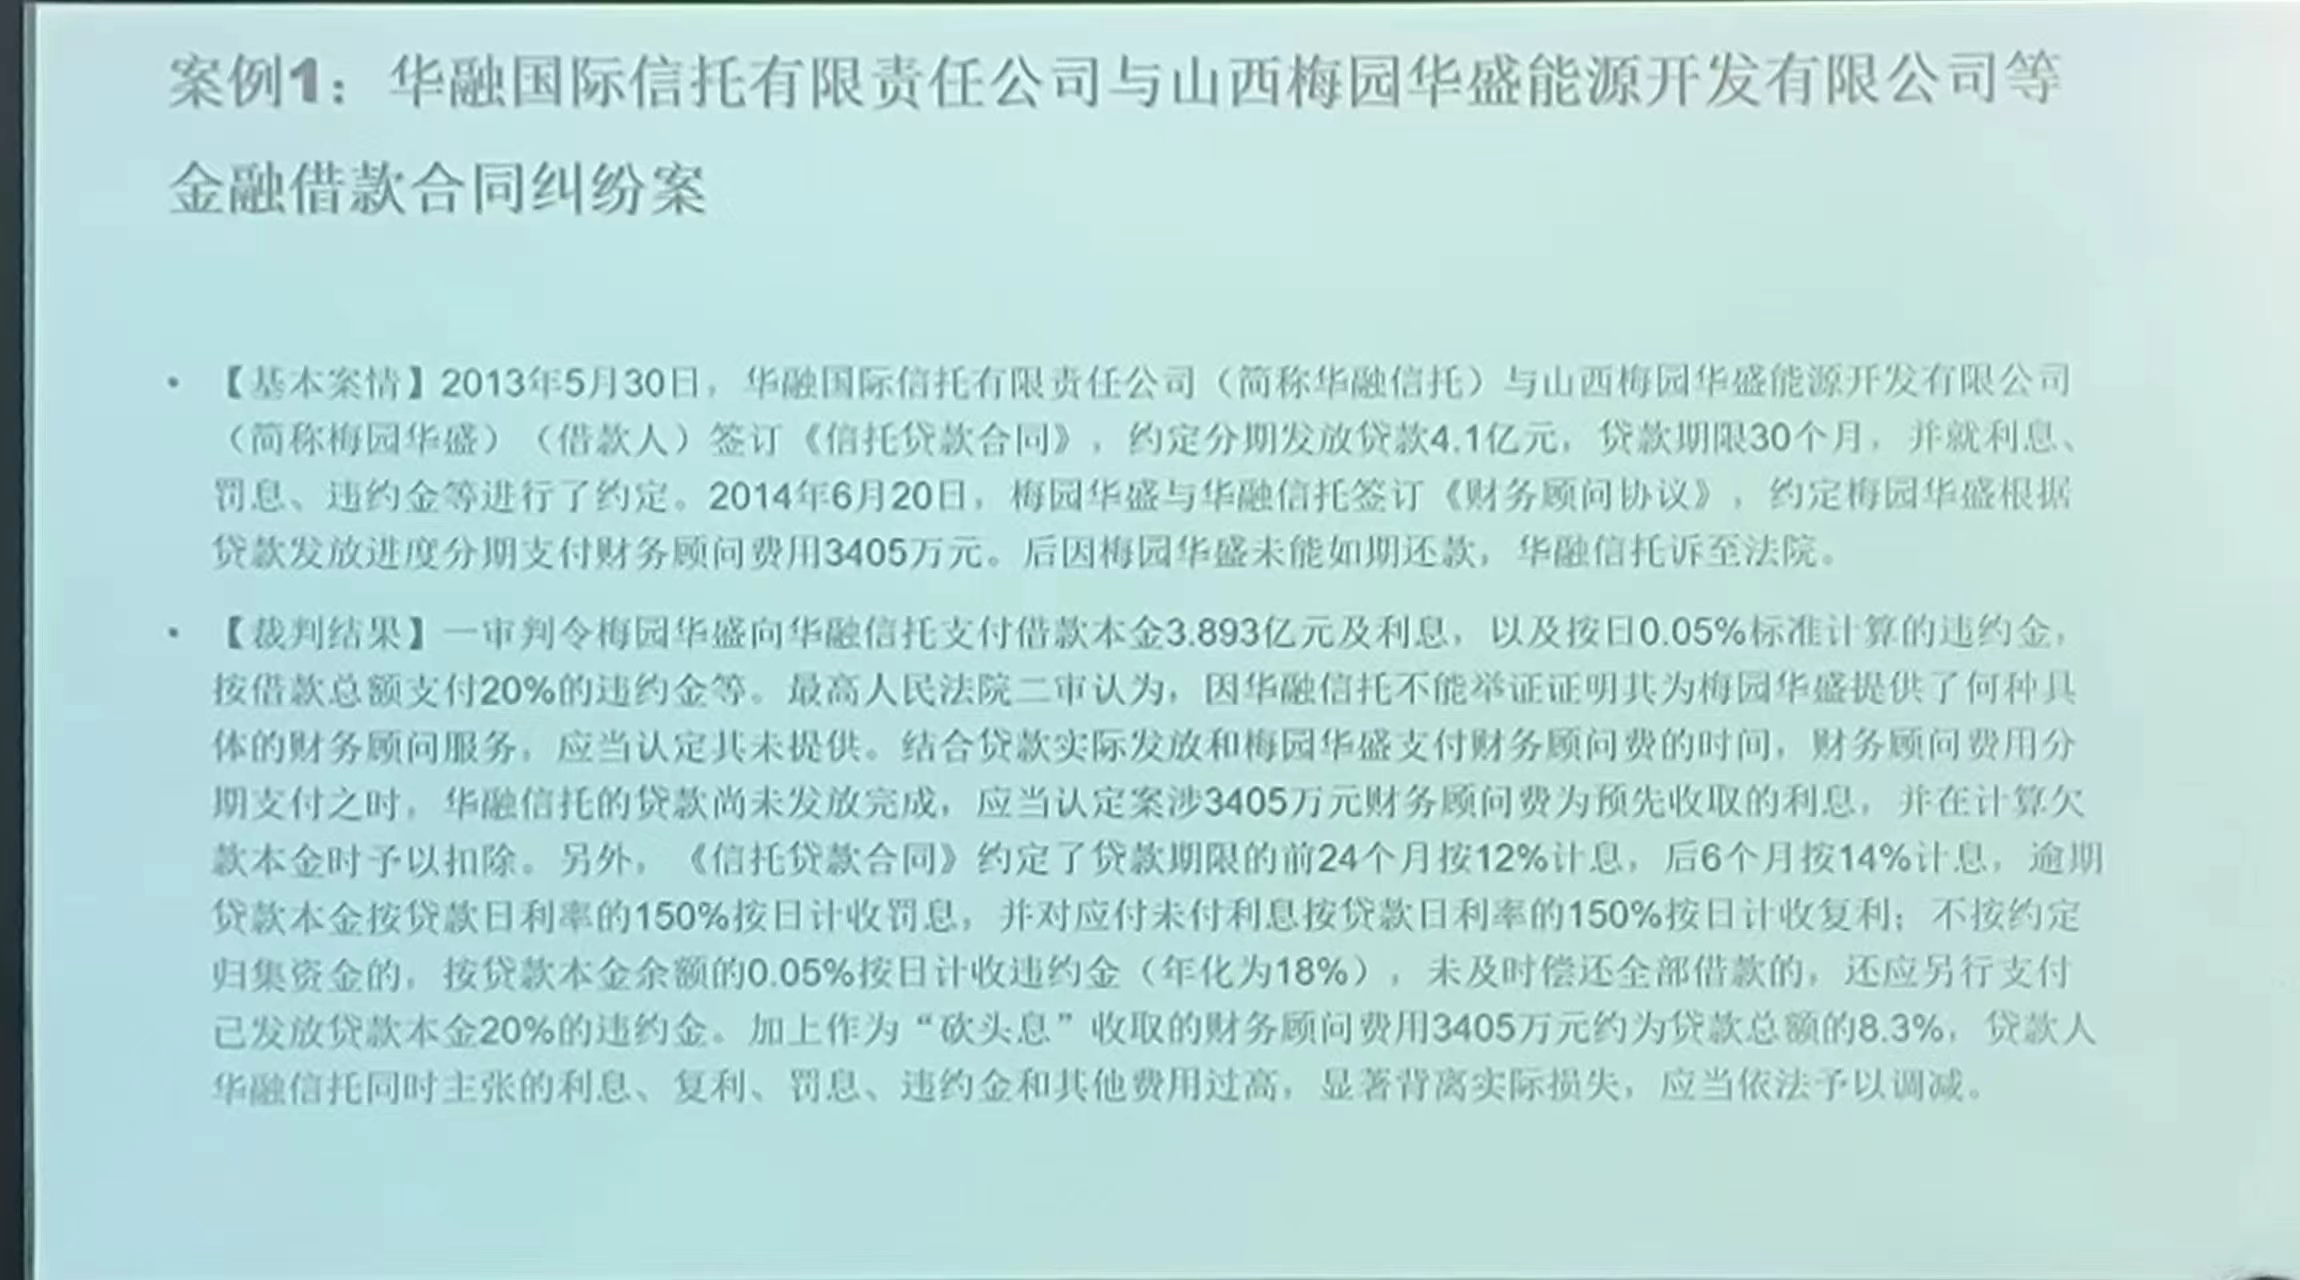 案例1：华融国际信托有限责任公司与山西梅园华盛能源开发有限公司等
金融借款合同纠纷案
• 【基本案情】2013年5月30日，华融国际信托有限责任公司（简称华融信托）与山西梅园华盛能源开发有限公司
（简称梅园华盛）（借款人）签订《信托贷款合同》，约定分期发放贷款4.1亿元，贷款期限30个月，并就利息、
罚息、违约金等进行了约定。2014年6月20日，梅园华盛与华融信托签订《财务顾问协议》，约定梅园华盛根据
贷款发放进度分期支付财务顾问费用3405万元。后因梅园华盛未能如期还款，华融信托诉至法院。
• 【裁判结果】一审判令梅园华盛向华融信托支付借款本金3.893亿元及利息，以及按日0.05%标准计算的违约金，
按借款总额支付20%的违约金等。最高人民法院二审认为，因华融信托不能举证证明其为梅园华盛提供了何种具
体的财务顾问服务，应当认定其未提供。结合贷款实际发放和梅园华盛支付财务顾问费的时间，财务顾问费用分
期支付之时，华融信托的贷款尚未发放完成，应当认定案涉3405万元财务顾问费为预先收取的利息，并在计算欠
款本金时予以扣除。另外，《信托贷款合同》约定了贷款期限的前24个月按12%计息，后6个月按14%计息，逾期
贷款本金按贷款日利率的150%按日计收罚息，并对应付未付利息按贷款日利率的150%按日计收复利；不按约定
归集资金的，按贷款本金余额的0.05%按日计收违约金（年化为18%），未及时偿还全部借款的，还应另行支付
已发放贷款本金20%的违约金。加上作为“砍头息”收取的财务顾问费用3405万元约为贷款总额的8.3%，贷款人
华融信托同时主张的利息、复利、罚息、违约金和其他费用过高，显著背离实际损失，应当依法予以调减。